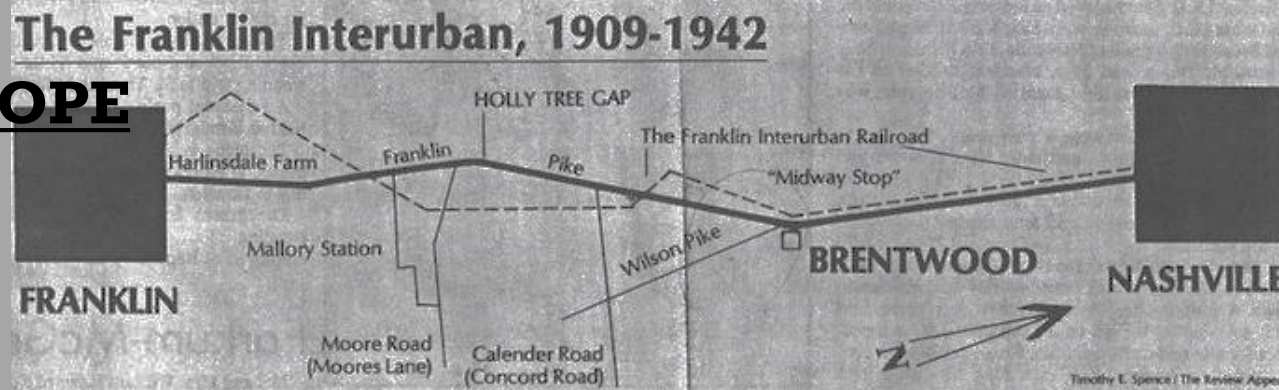 The Franklin Interurban, 1909-1942
OPE
HOLLY TREE GAP
The Franklin Interurban Railroad
Harlinsdale Farm
Franklin
Pike
"Midway Stop"
Mallory Station
Wilson Pike
BRENTWOOD
NASHVILLE
FRANKLIN
Moore Road
(Moores Lane)
Calender Road
(Concord Road)
N
Timothy E. Spence / The Review Appeal